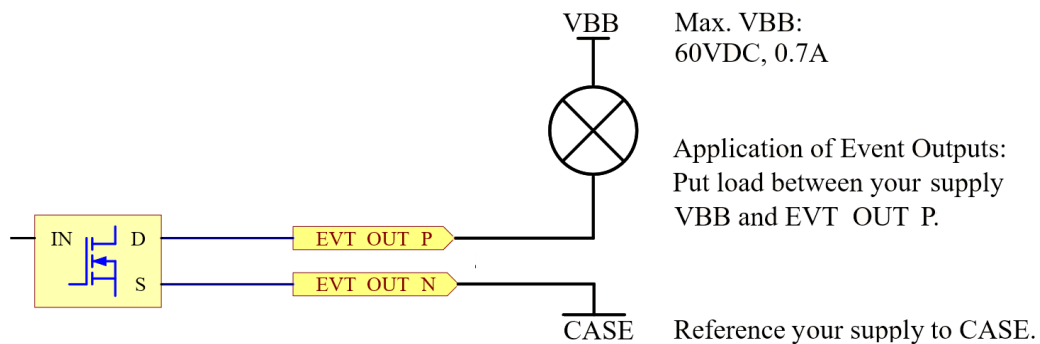 VBB
Max. VBB:
60VDC, 0.7A
Application of Event Outputs:
Put load between your supply
VBB and EVT OUT P.
IN
D
EVT OUT P
S
EVT OUT N
CASE
Reference your supply to CASE.